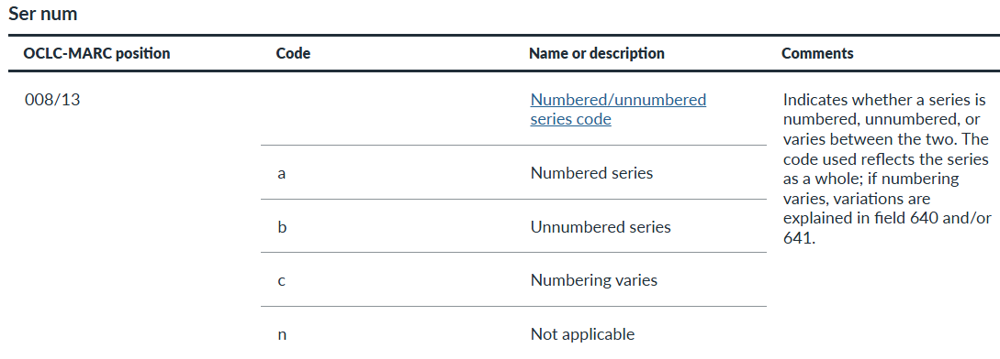 Ser num
OCLC-MARC position Code Name or description Comments
008/13
Numbered/unnumbered
series code
Indicates whether a series is
numbered, unnumbered, or
varies between the two. The
code used reflects the series
as a whole; if numbering
varies, variations are
explained in field 640 and/or
641.
a Numbered series
b Unnumbered series
c Numbering varies
n Not applicable